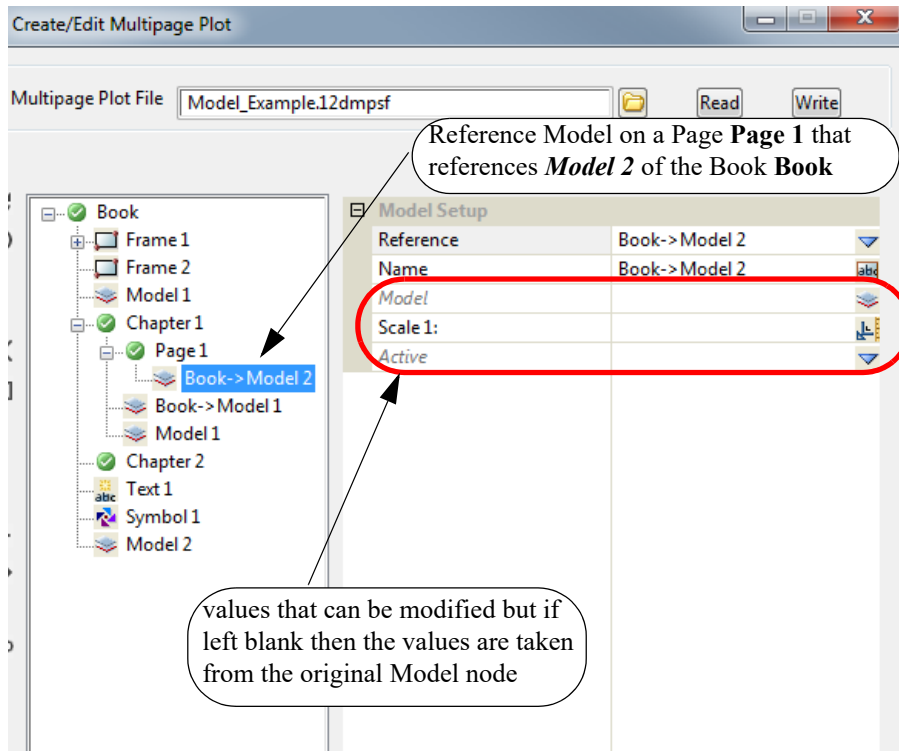 Create/Edit Multipage Plot
Multipage Plot File
Model_Example.12dmpsf
Read
Write
Reference Model on a Page Page 1 that
references Model 2 of the Book Book
Book
Frame 1
Frame 2
Model 1
Chapter 1
Page 1
Book->Model 2
Book->Model 1
Model 1
Chapter 2
abc
Text 1
Symbol 1
Model 2
Model Setup
Reference
Book->Model 2
Name
Book->Model 2
abc
Model
Scale 1:
Active
values that can be modified but if
left blank then the values are taken
from the original Model node